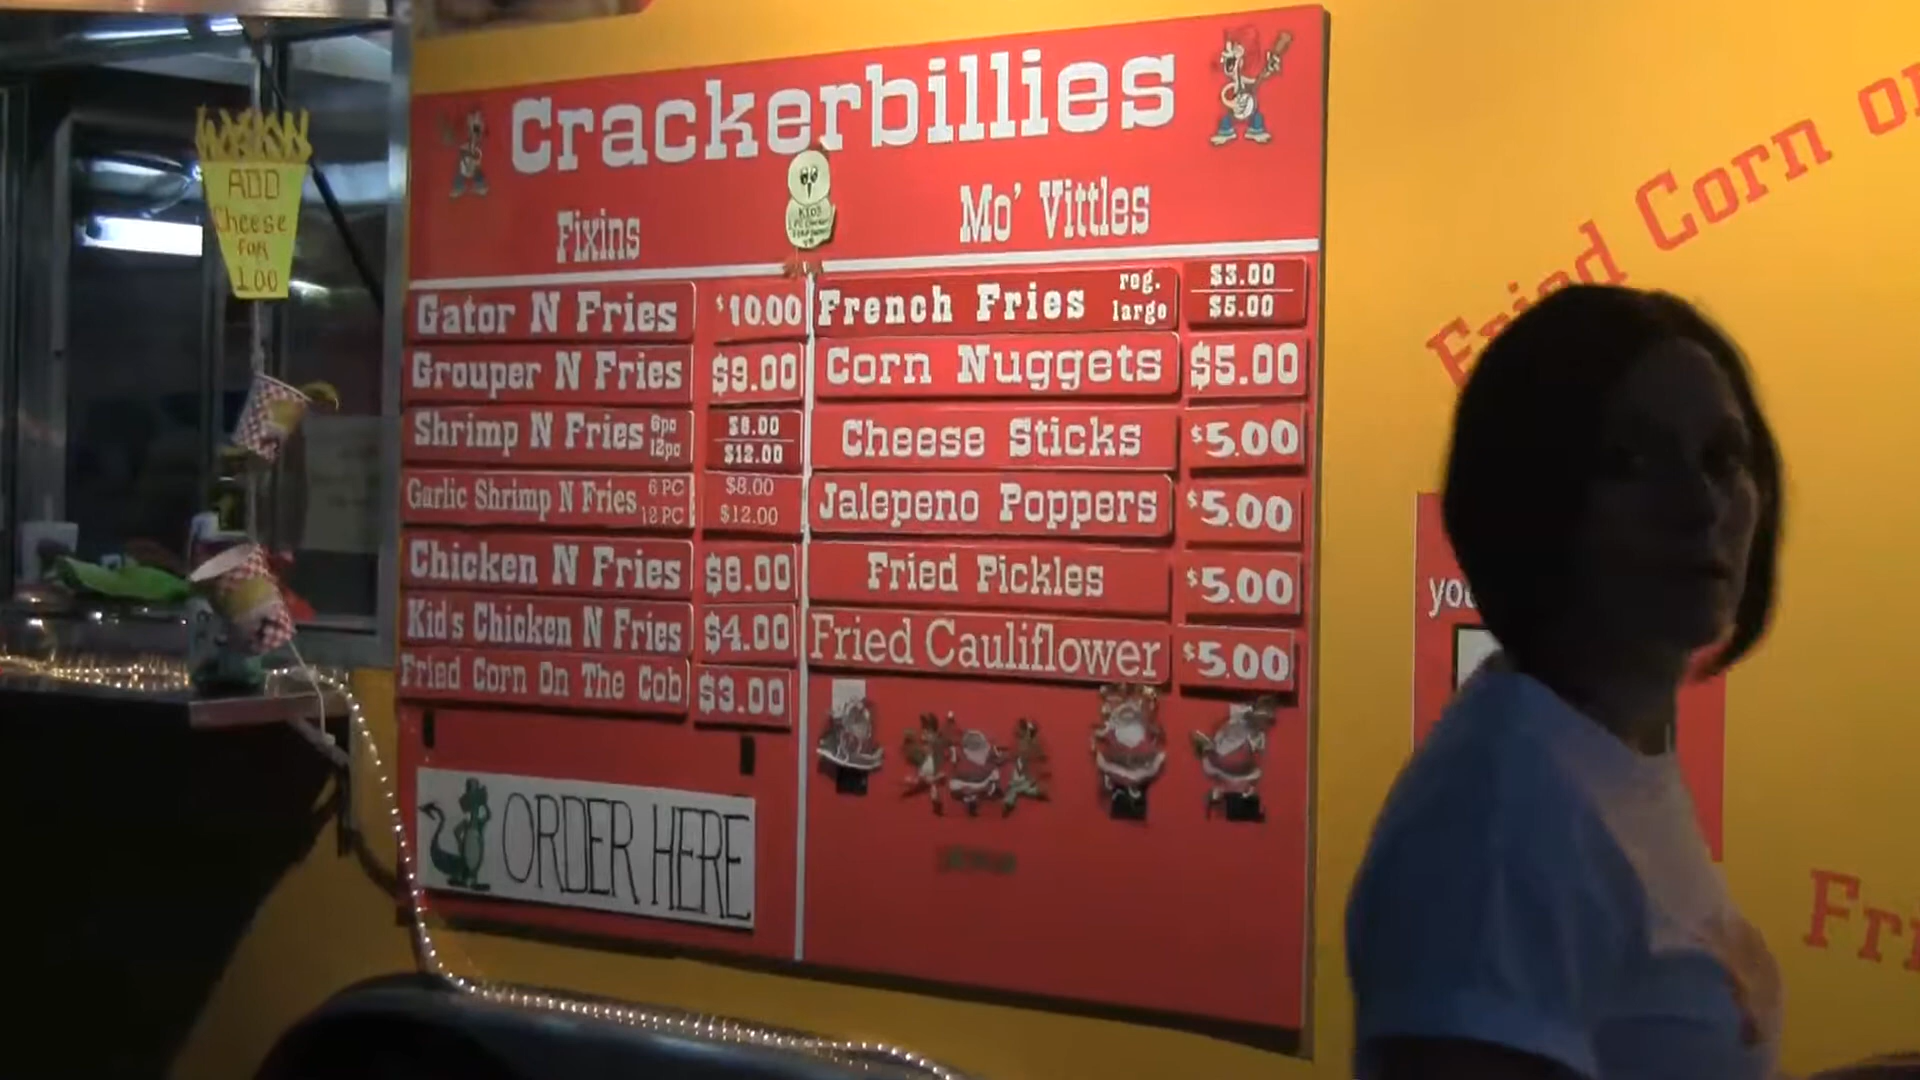 Crackerbillies
Fixins
Gator N Fries $10.00
Grouper N Fries $9.00
Shrimp N Fries 6pc $8.00
12pc $12.00
Garlic Shrimp N Fries 6 PC $8.00
12 PC $12.00
Chicken N Fries $8.00
Kid's Chicken N Fries $4.00
Fried Corn On The Cob $3.00
ORDER HERE
Mo' Vittles
French Fries reg. $3.00
large $5.00
Corn Nuggets $5.00
Cheese Sticks $5.00
Jalepeno Poppers $5.00
Fried Pickles $5.00
Fried Cauliflower $5.00
KIDS
ADD
Cheese
FOR
1.00
Fried Corn on
you
Fri